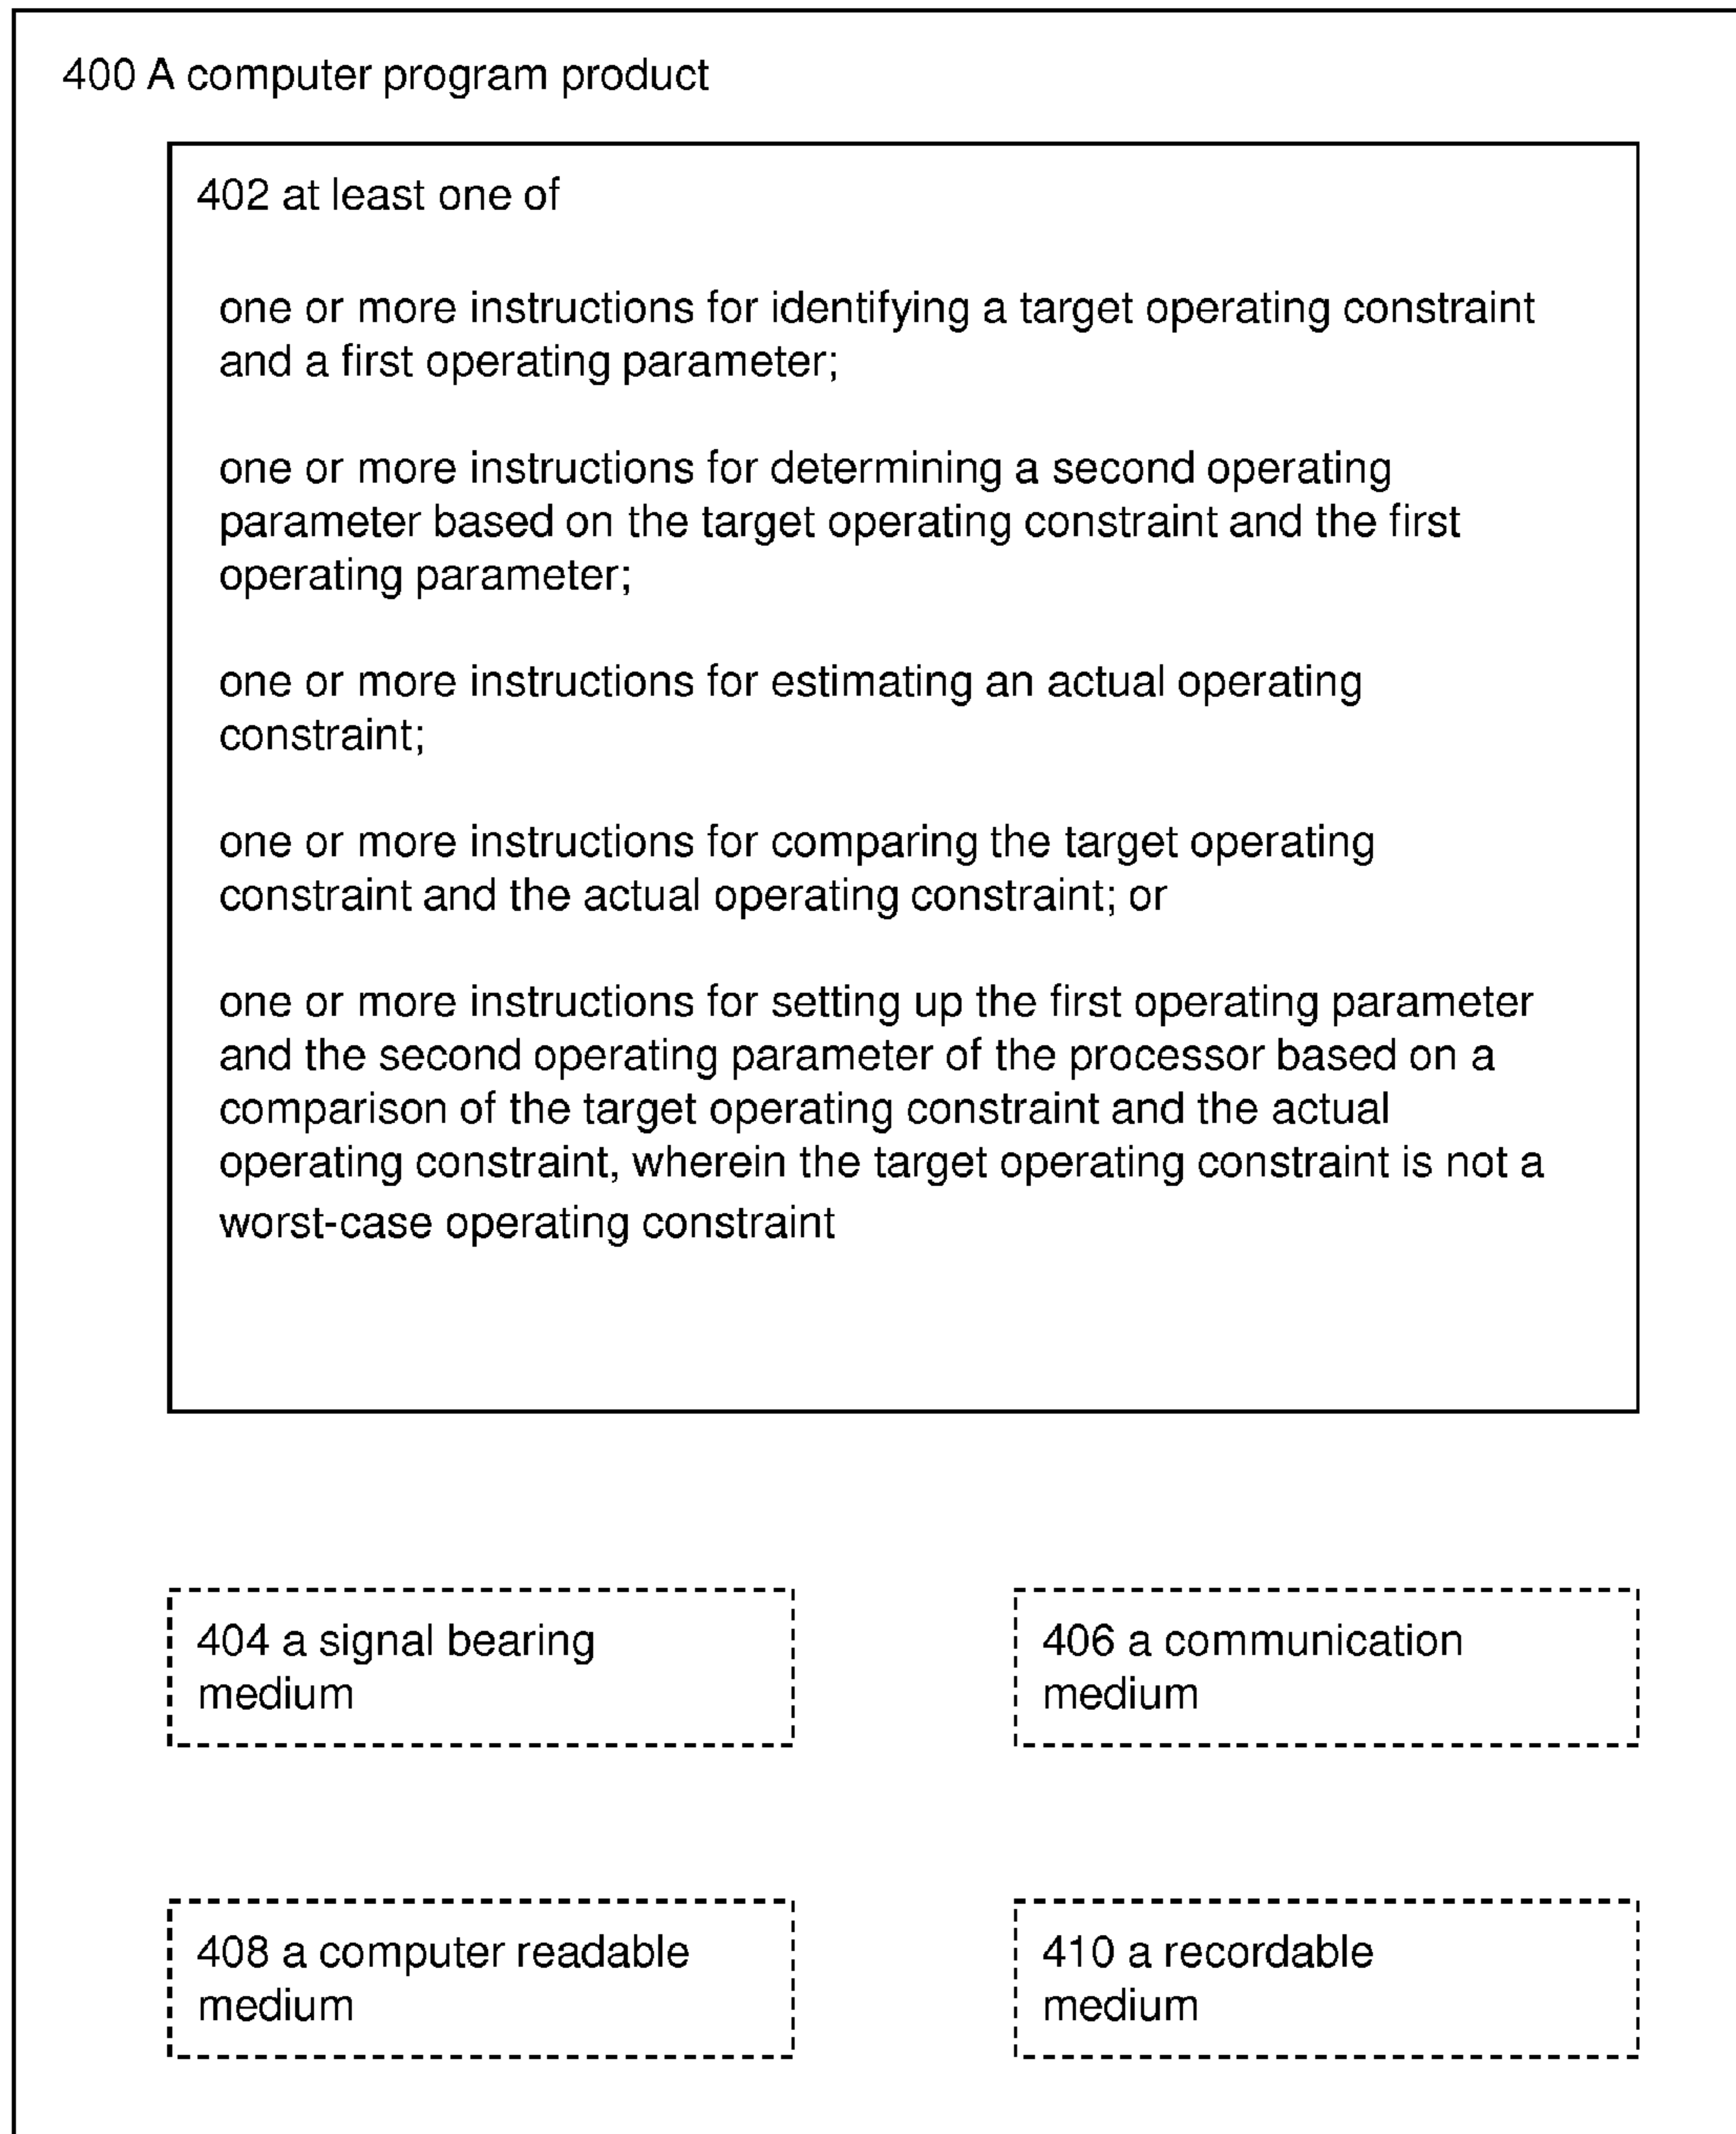 400 A computer program product
402 at least one of
one or more instructions for identifying a target operating constraint
and a first operating parameter;
one or more instructions for determining a second operating
parameter based on the target operating constraint and the first
operating parameter;
one or more instructions for estimating an actual operating
constraint;
one or more instructions for comparing the target operating
constraint and the actual operating constraint; or
one or more instructions for setting up the first operating parameter
and the second operating parameter of the processor based on a
comparison of the target operating constraint and the actual
operating constraint, wherein the target operating constraint is not a
worst-case operating constraint
404 a signal bearing
medium
406 a communication
medium
408 a computer readable
medium
410 a recordable
medium